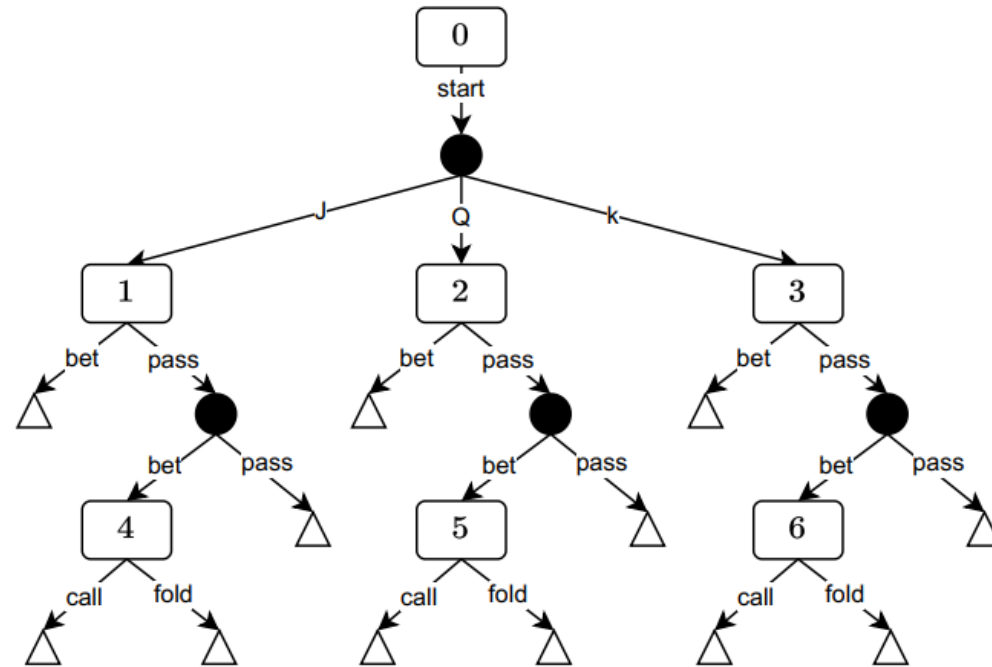 0
start
J Q k
1 2 3
bet pass bet pass bet pass
bet pass bet pass bet pass
4 5 6
call fold call fold call fold